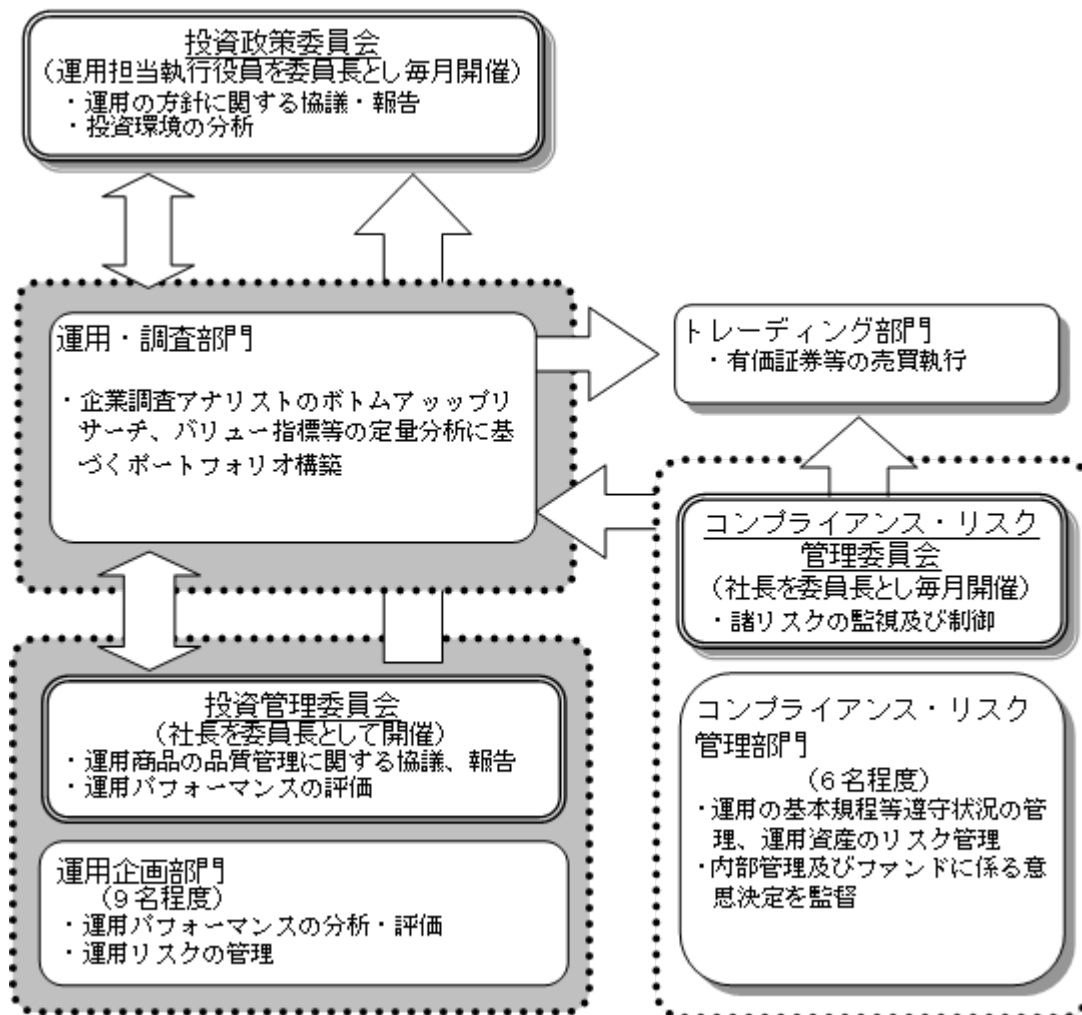 投資政策委員会
(運用担当執行役員を委員長とし毎月開催)
・運用の方針に関する協議・報告
・投資環境の分析
運用・調査部門
・企業調査アナリストのボトムアッップリ
サーチ、バリュー指標等の定量分析に基
づくポートフォリオ構築
トレーディング部門
・有価証券等の売買執行
コンプライアンス・リスク
管理委員会
(社長を委員長とし毎月開催)
・諸リスクの監視及び制御
コンプライアンス・リスク
管理部門
(6名程度)
・運用の基本規程等遵守状況の管
理、運用資産のリスク管理
・内部管理及びファンドに係る意
思決定を監督
投資管理委員会
(社長を委員長として開催)
・運用商品の品質管理に関する協議、報告
・運用パフォーマンスの評価
運用企画部門
(9名程度)
・運用パフォーマンスの分析・評価
・運用リスクの管理